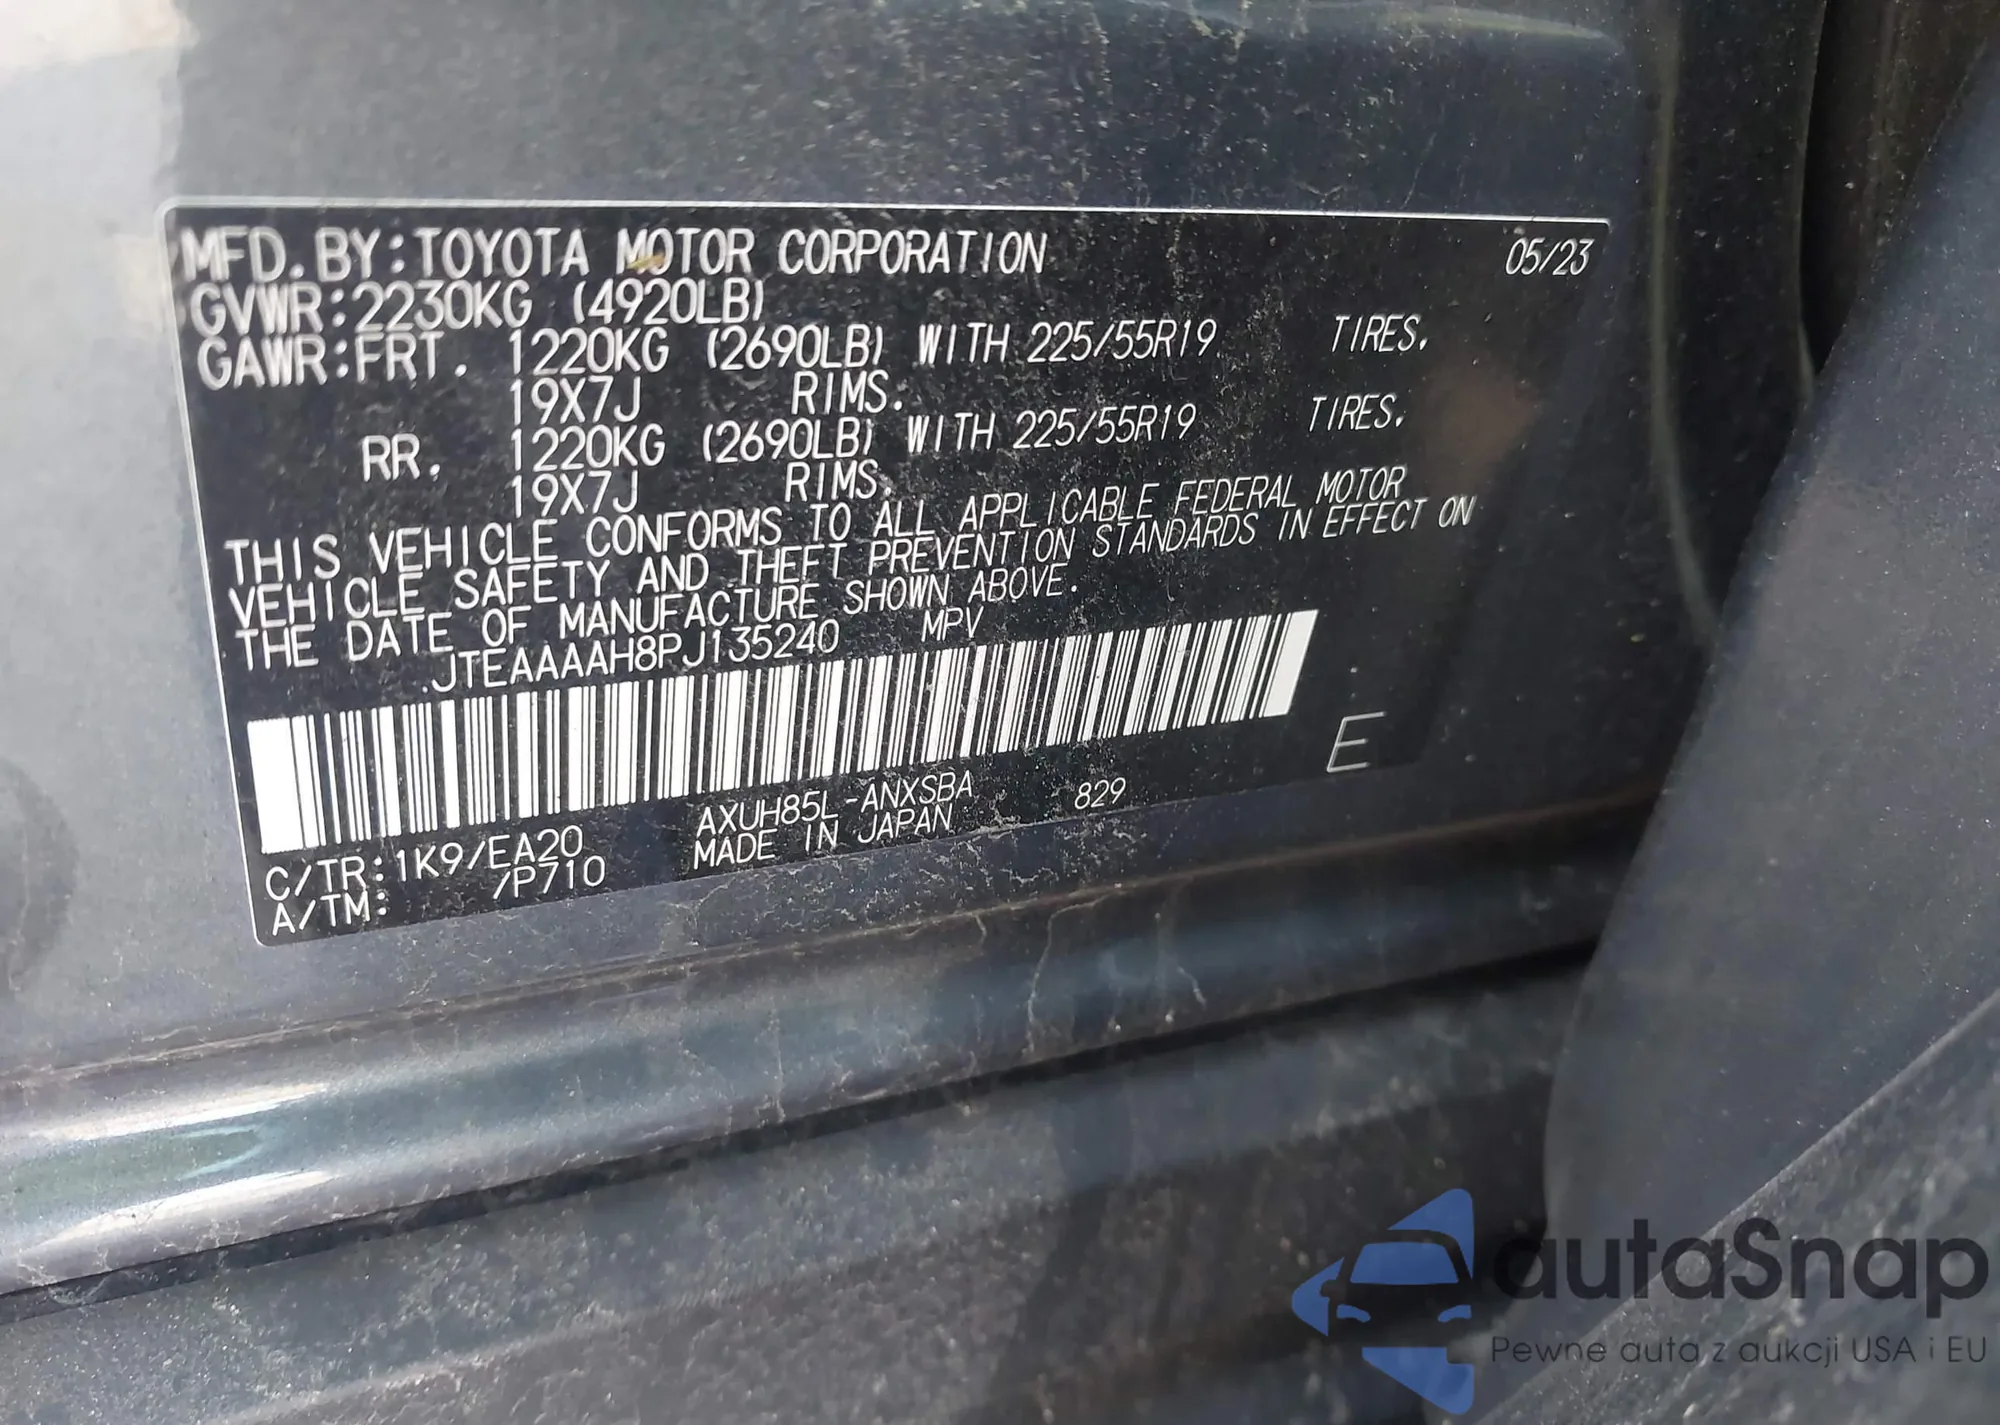 MFD. BY: TOYOTA MOTOR CORPORATION 05/23
GVWR: 2230KG (4920LB)
GAWR: FRT. 1220KG (2690LB) WITH 225/55R19 TIRES.
19X7J RIMS.
RR. 1220KG (2690LB) WITH 225/55R19 TIRES.
19X7J RIMS.
THIS VEHICLE CONFORMS TO ALL APPLICABLE FEDERAL MOTOR
VEHICLE SAFETY AND THEFT PREVENTION STANDARDS IN EFFECT ON
THE DATE OF MANUFACTURE SHOWN ABOVE.
JTEAAAAH8PJ135240 MPV
E
C/TR: 1K9/EA20 AXUH85L-ANXSBA 829
A/TM: /P710 MADE IN JAPAN
autaSnap
Pewne auta z aukcji USA i EU